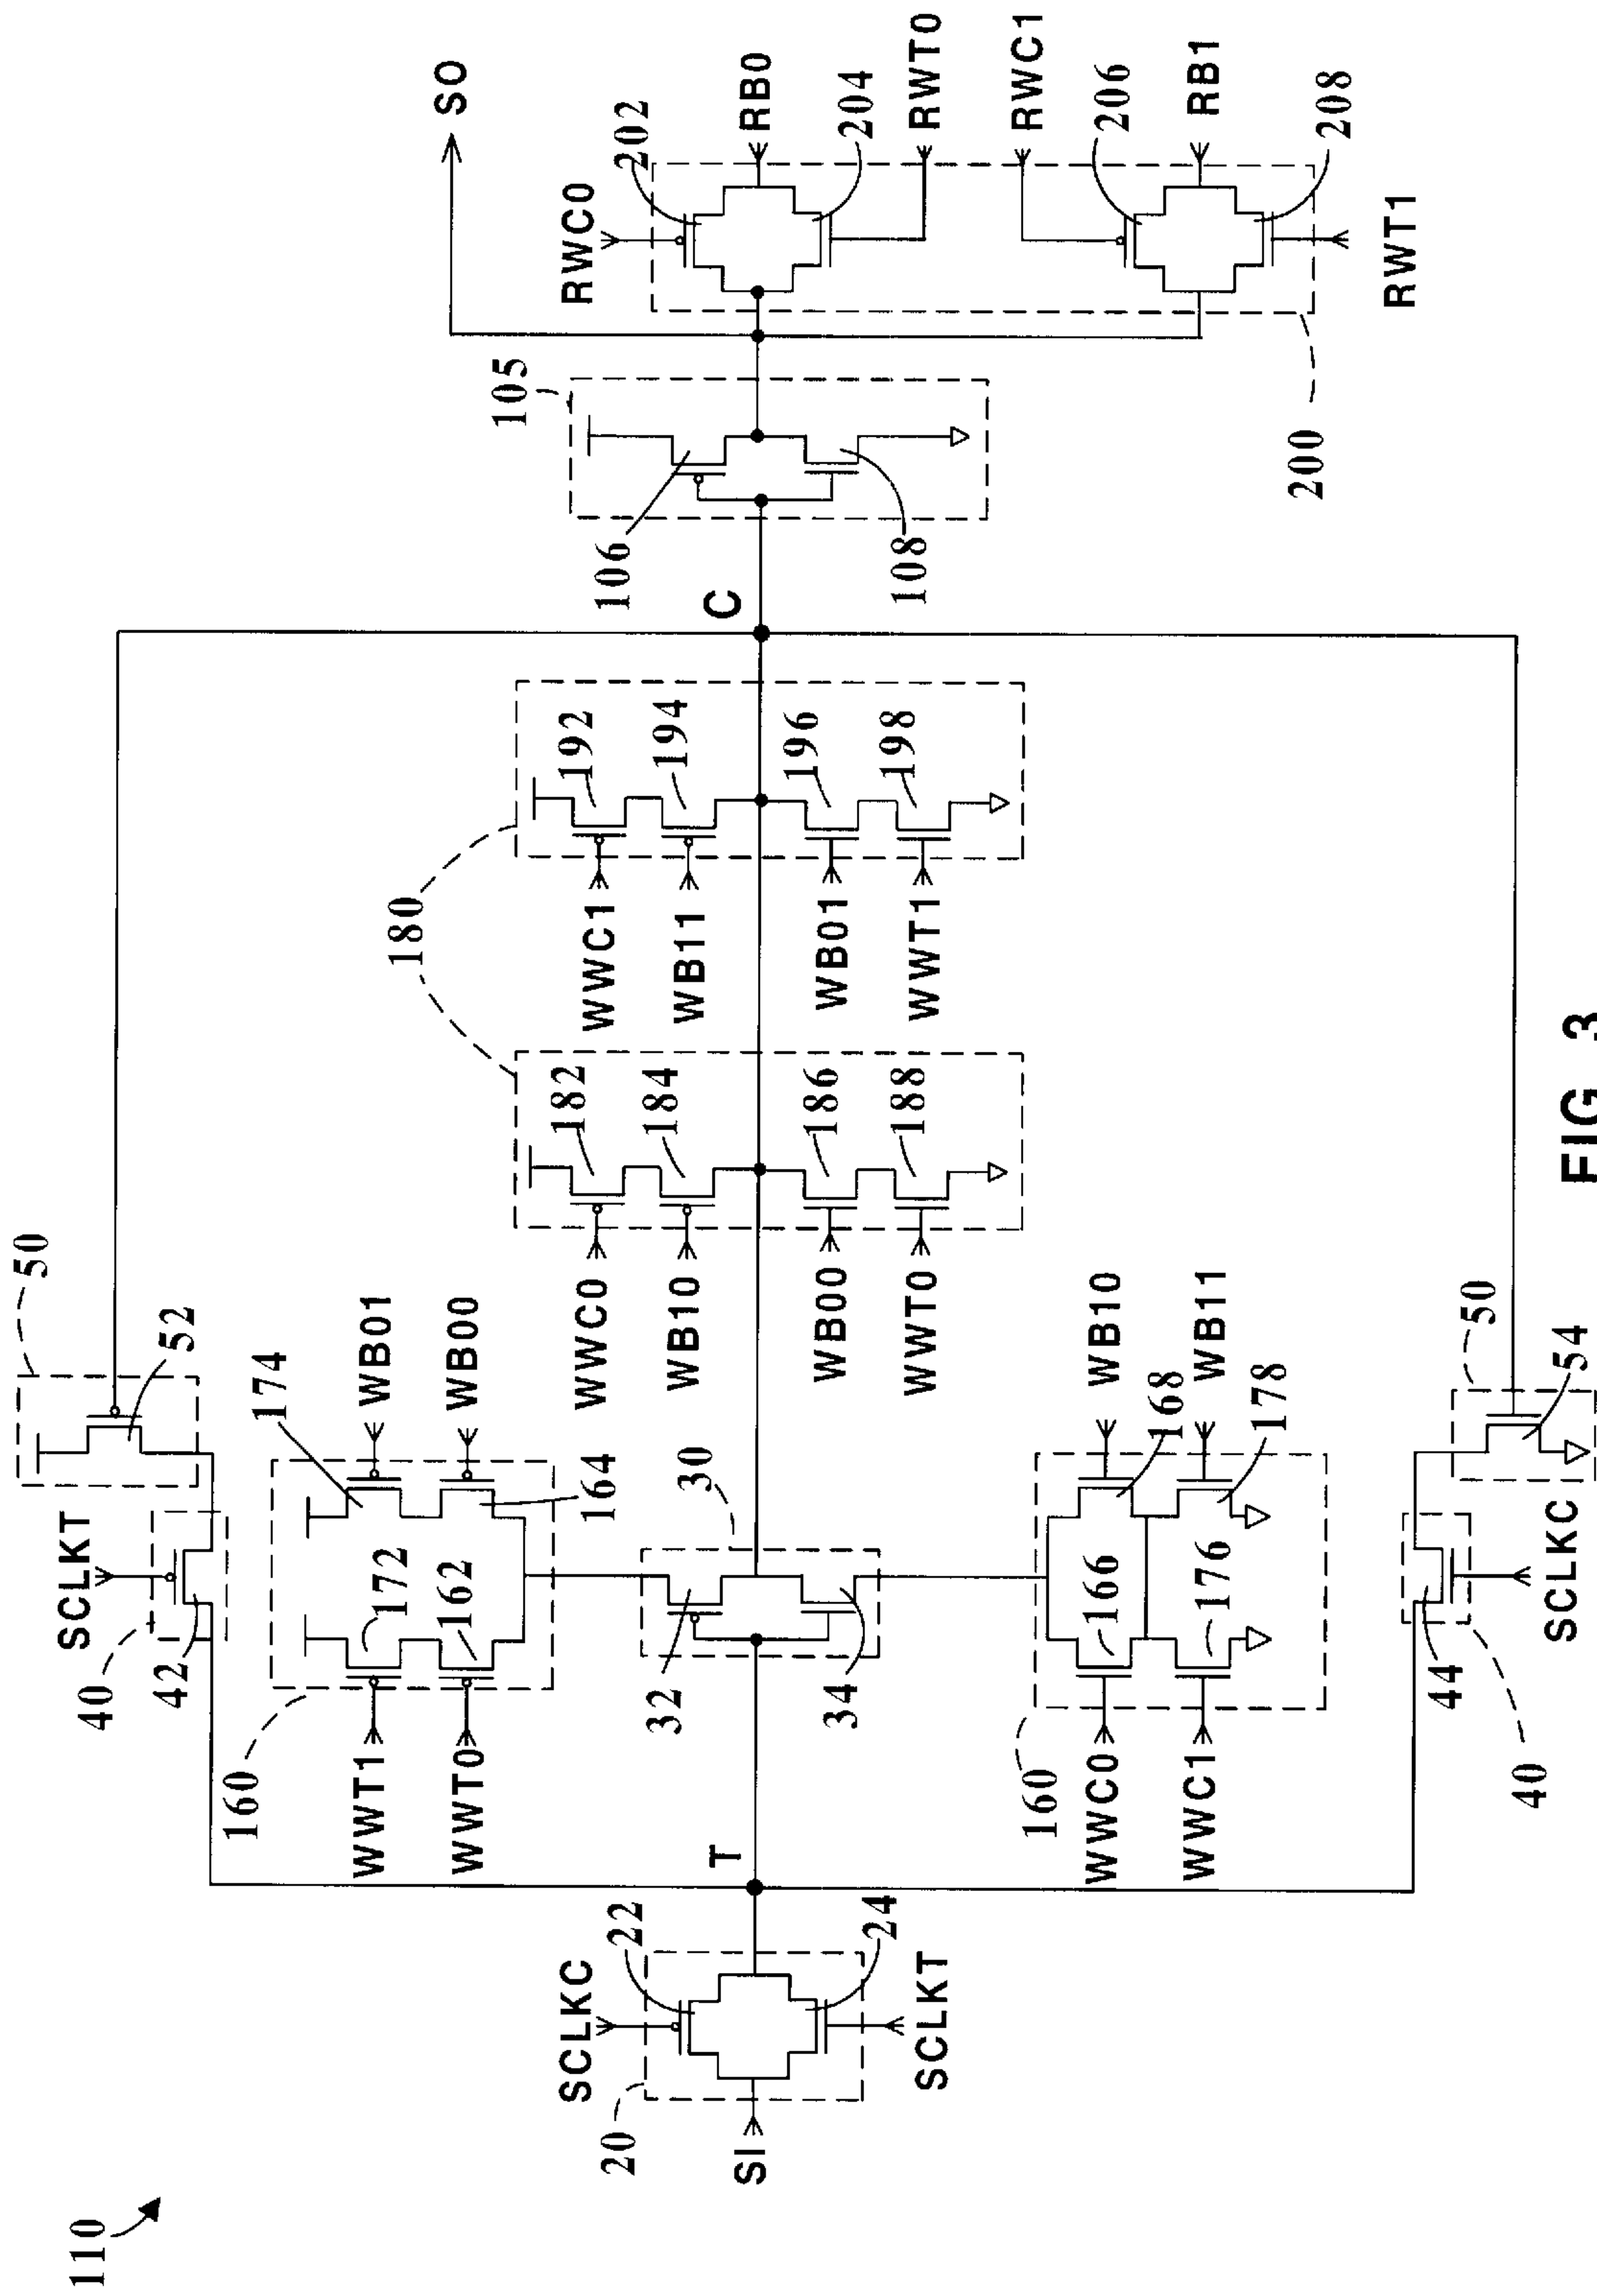 110
SI
20
SCLKC
22
24
SCLKT
T
40
42
SCLKT
50
52
160
WWT1
WWT0
172
162
174
164
WB01
WB00
30
32
34
160
WWC0
WWC1
166
176
168
178
WB10
WB11
40
44
SCLKC
50
54
180
WWC0
WB10
WB00
WWT0
182
184
186
188
WWC1
WB11
WB01
WWT1
192
194
196
198
C
105
106
108
SO
200
RWC0
202
RB0
204
RWT0
RWC1
206
RB1
208
RWT1
FIG 3